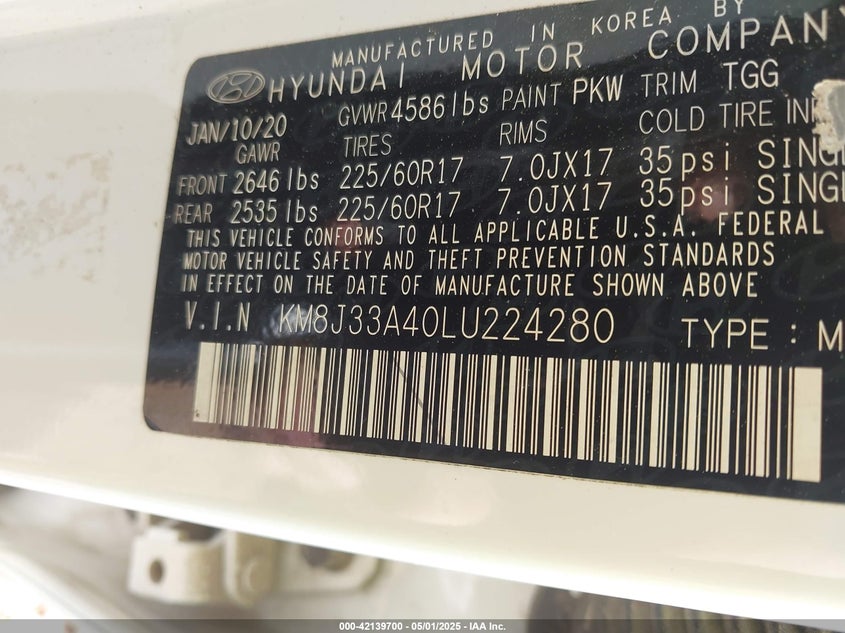 MANUFACTURED IN KOREA BY
HYUNDAI MOTOR COMPANY
JAN/10/20 GVWR 4586 lbs PAINT PKW TRIM TGG
GAWR TIRES RIMS COLD TIRE
FRONT 2646 lbs 225/60R17 7.0JX17 35psi
REAR 2535 lbs 225/60R17 7.0JX17 35psi
THIS VEHICLE CONFORMS TO ALL APPLICABLE U.S.A. FEDERAL
MOTOR VEHICLE SAFETY AND THEFT PREVENTION STANDARDS
IN EFFECT ON THE DATE OF MANUFACTURE SHOWN ABOVE
V.I.N KM8J33A40LU224280 TYPE:
000-42139700 - 05/01/2025 - IAA Inc.